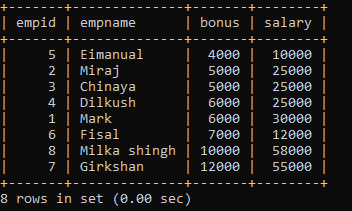 +-------+--------------+-------+--------+
| empid | empname      | bonus | salary |
+-------+--------------+-------+--------+
|     5 | Eimanual     |  4000 |  10000 |
|     2 | Miraj        |  5000 |  25000 |
|     3 | Chinaya      |  5000 |  25000 |
|     4 | Dilkush      |  6000 |  25000 |
|     1 | Mark         |  6000 |  30000 |
|     6 | Fisal        |  7000 |  12000 |
|     8 | Milka shingh | 10000 |  58000 |
|     7 | Girkshan     | 12000 |  55000 |
+-------+--------------+-------+--------+
8 rows in set (0.00 sec)